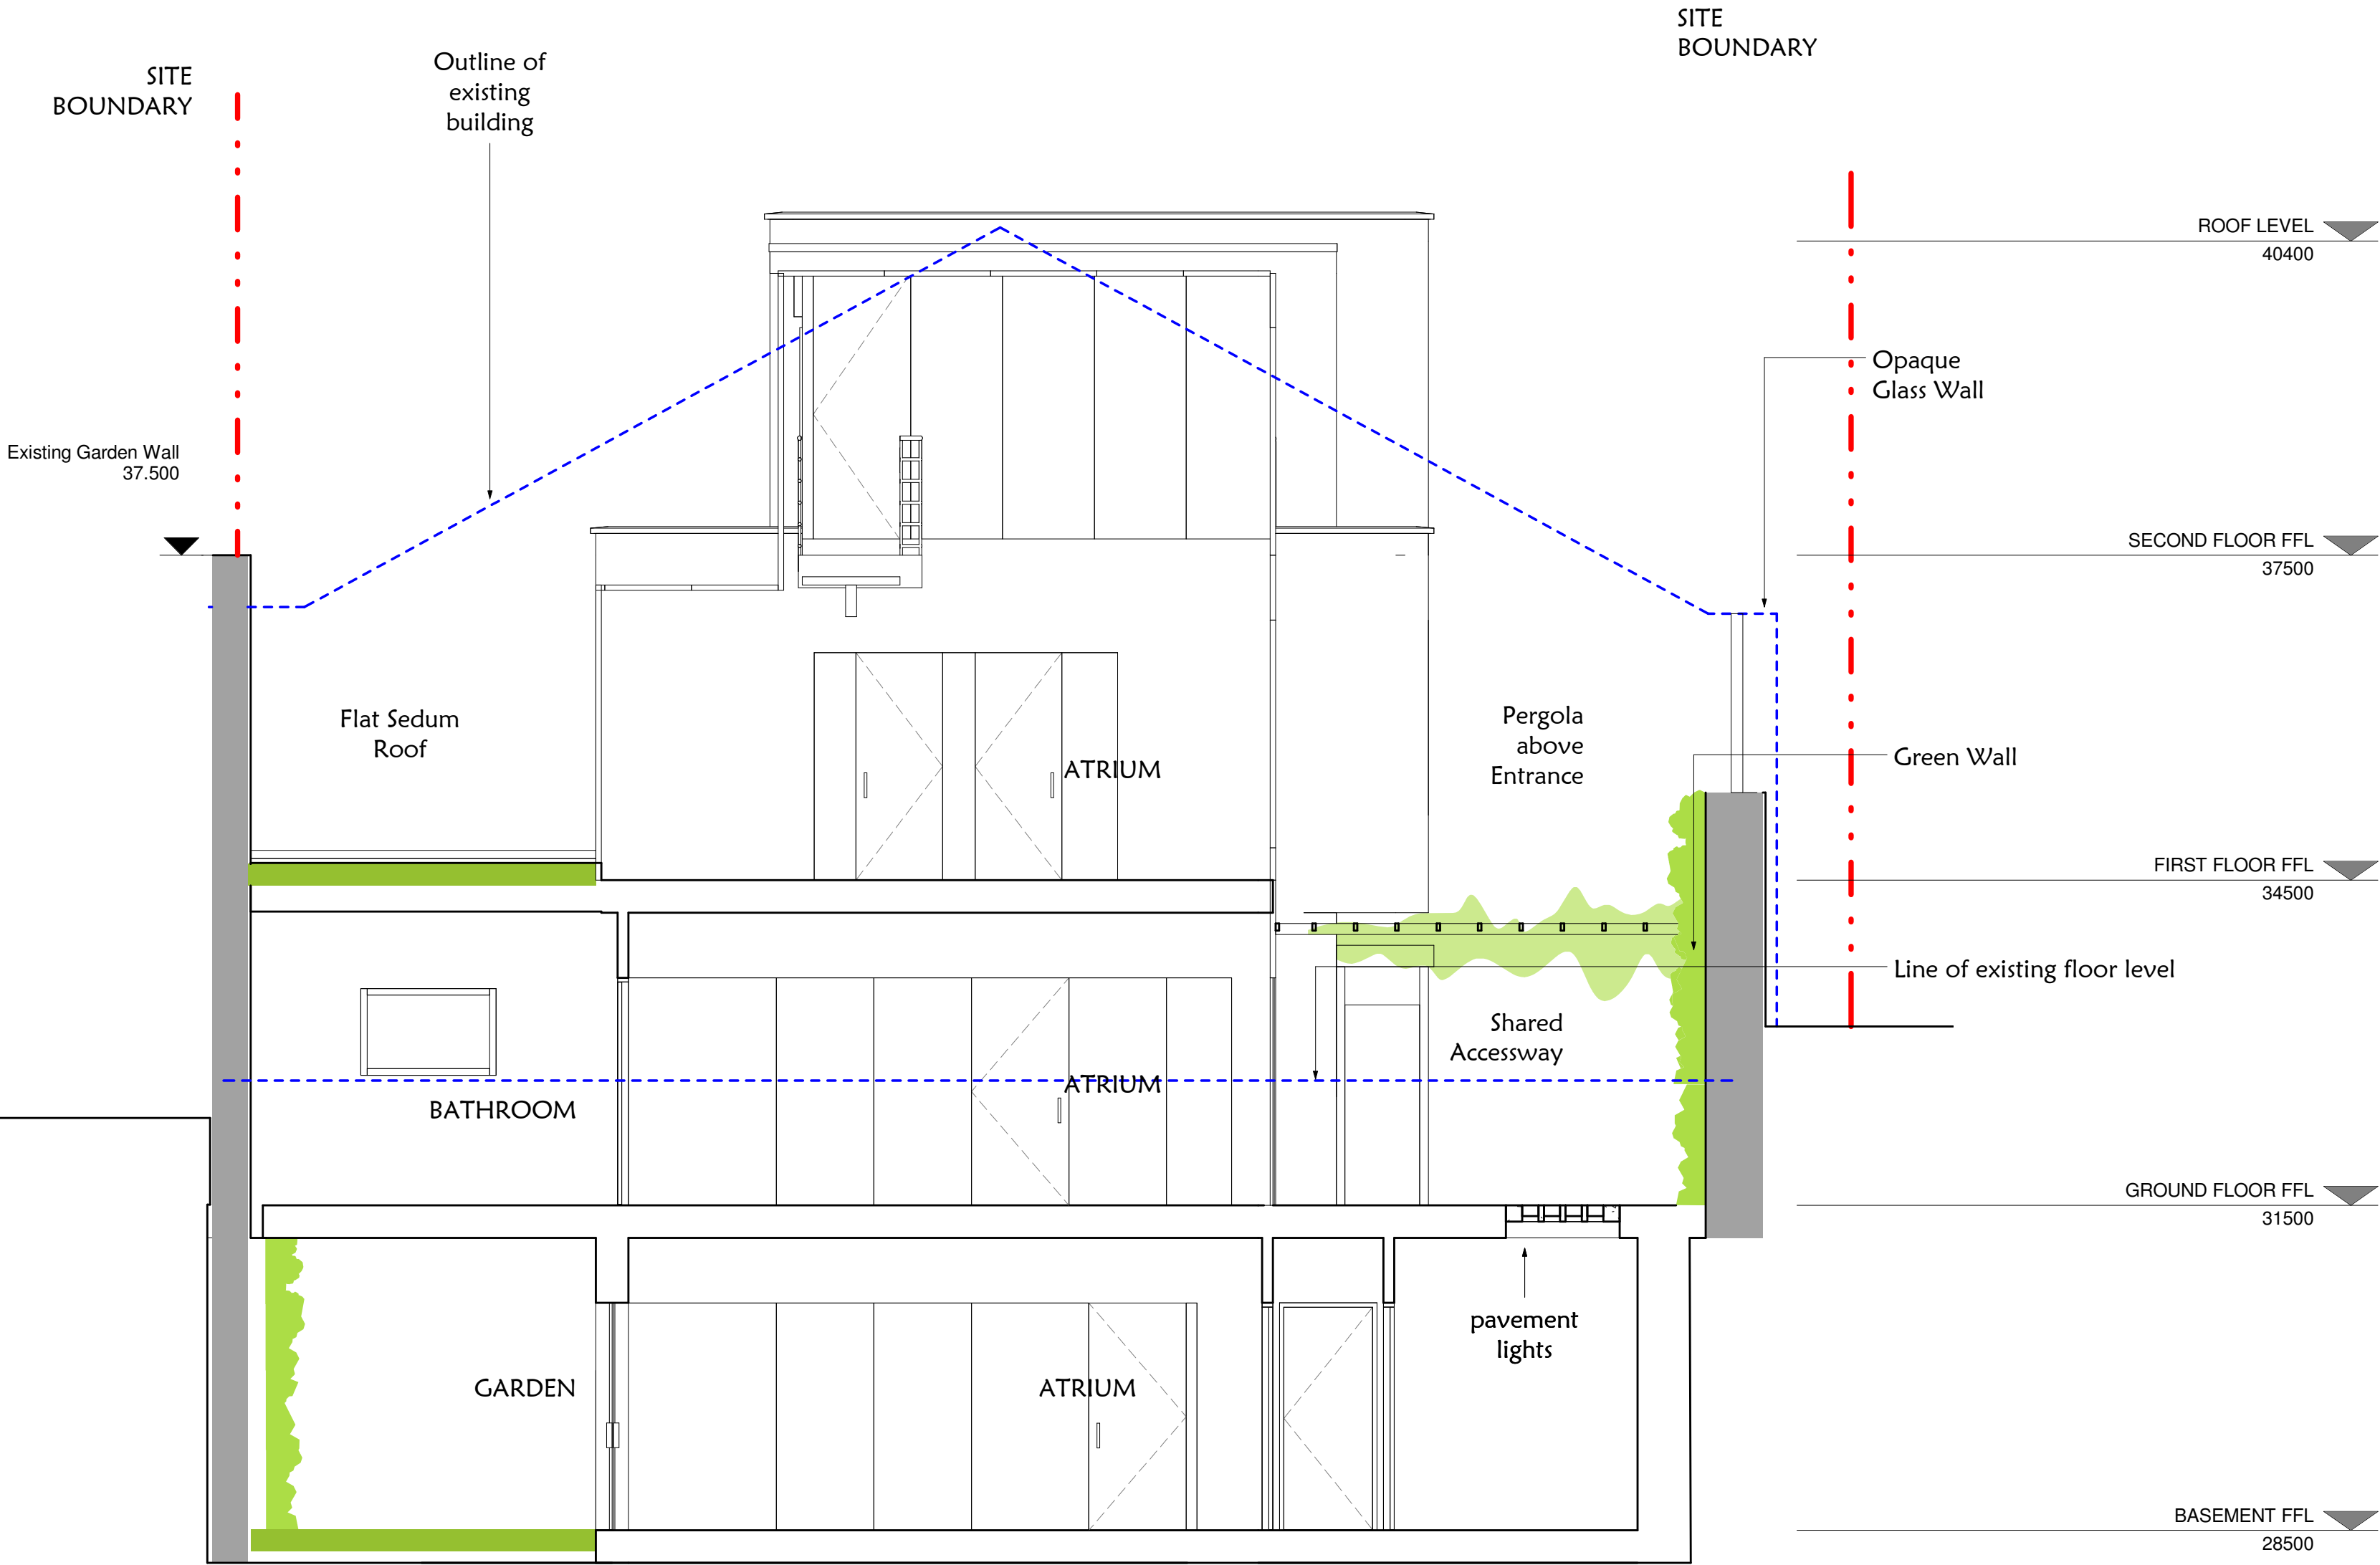 SITE
BOUNDARY
SITE
BOUNDARY
Outline of
existing
building
ROOF LEVEL
40400
Opaque
Glass Wall
Existing Garden Wall
37.500
SECOND FLOOR FFL
37500
Flat Sedum
Roof
Pergola
above
Entrance
ATRIUM
Green Wall
FIRST FLOOR FFL
34500
Line of existing floor level
Shared
Accessway
ATRIUM
BATHROOM
GROUND FLOOR FFL
31500
pavement
lights
GARDEN
ATRIUM
BASEMENT FFL
28500